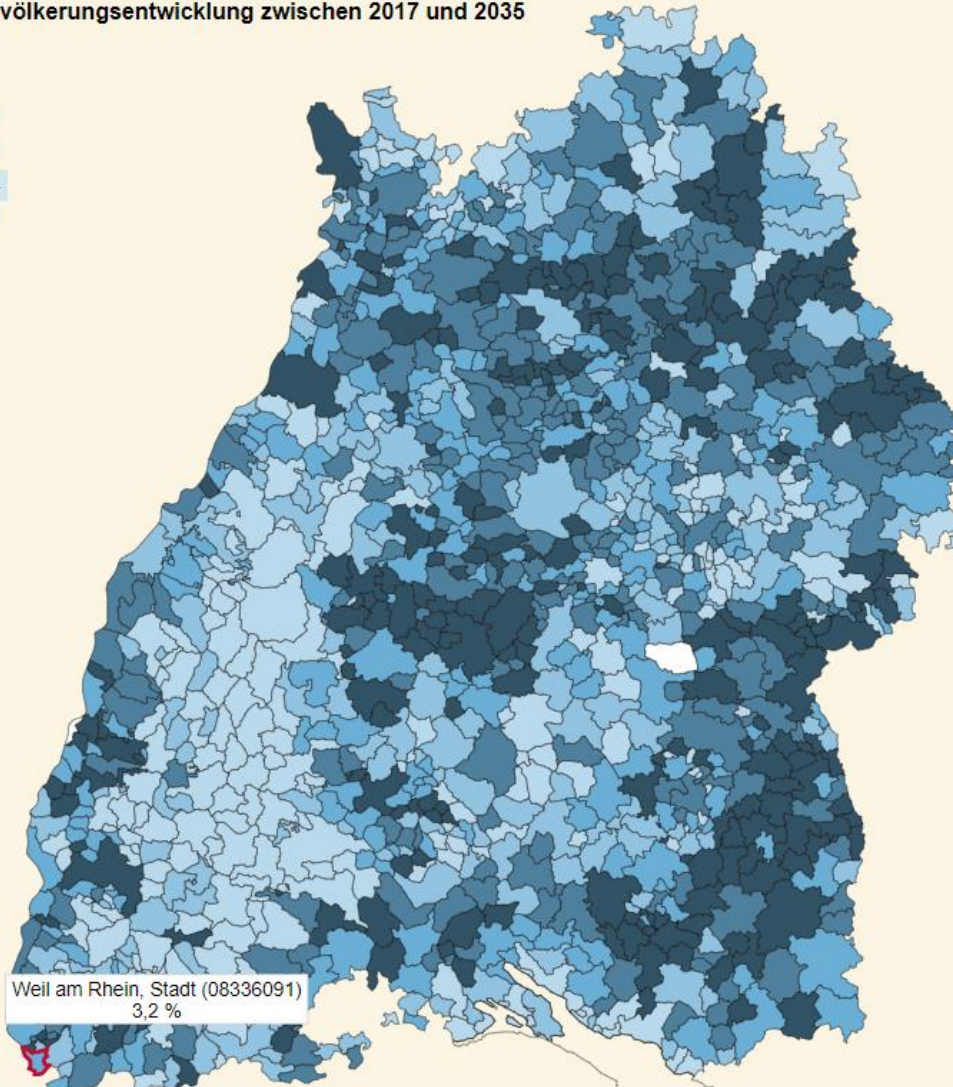 völkerungsentwicklung zwischen 2017 und 2035
Weil am Rhein, Stadt (08336091)
3,2 %